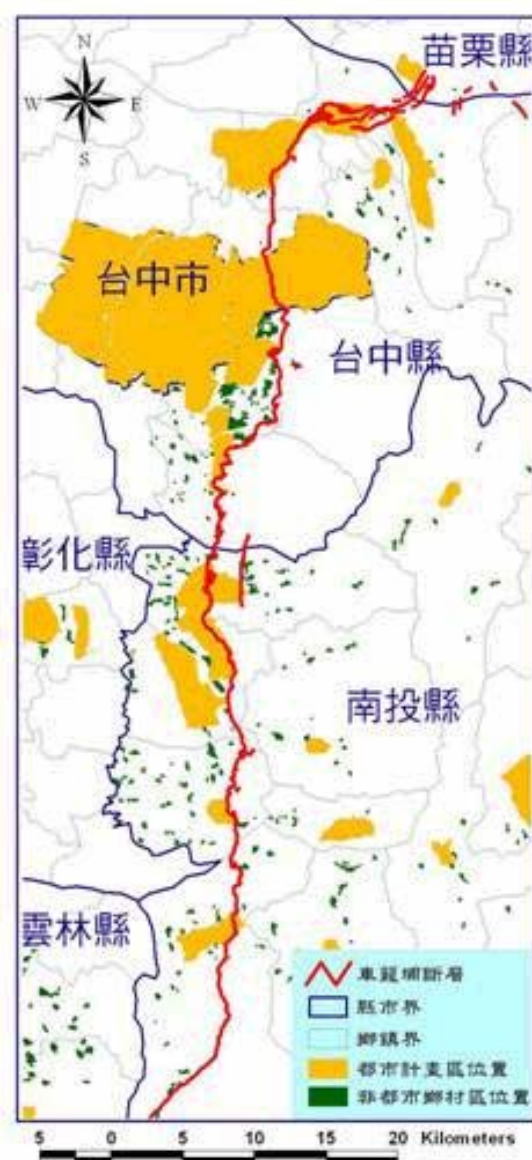 苗栗縣
N
W
E
S
台中市
台中縣
彰化縣
南投縣
雲林縣
車籠埔斷層
縣市界
鄉鎮界
都市計畫區位置
非都市鄉村區位置
5 0 5 10 15 20 Kilometers